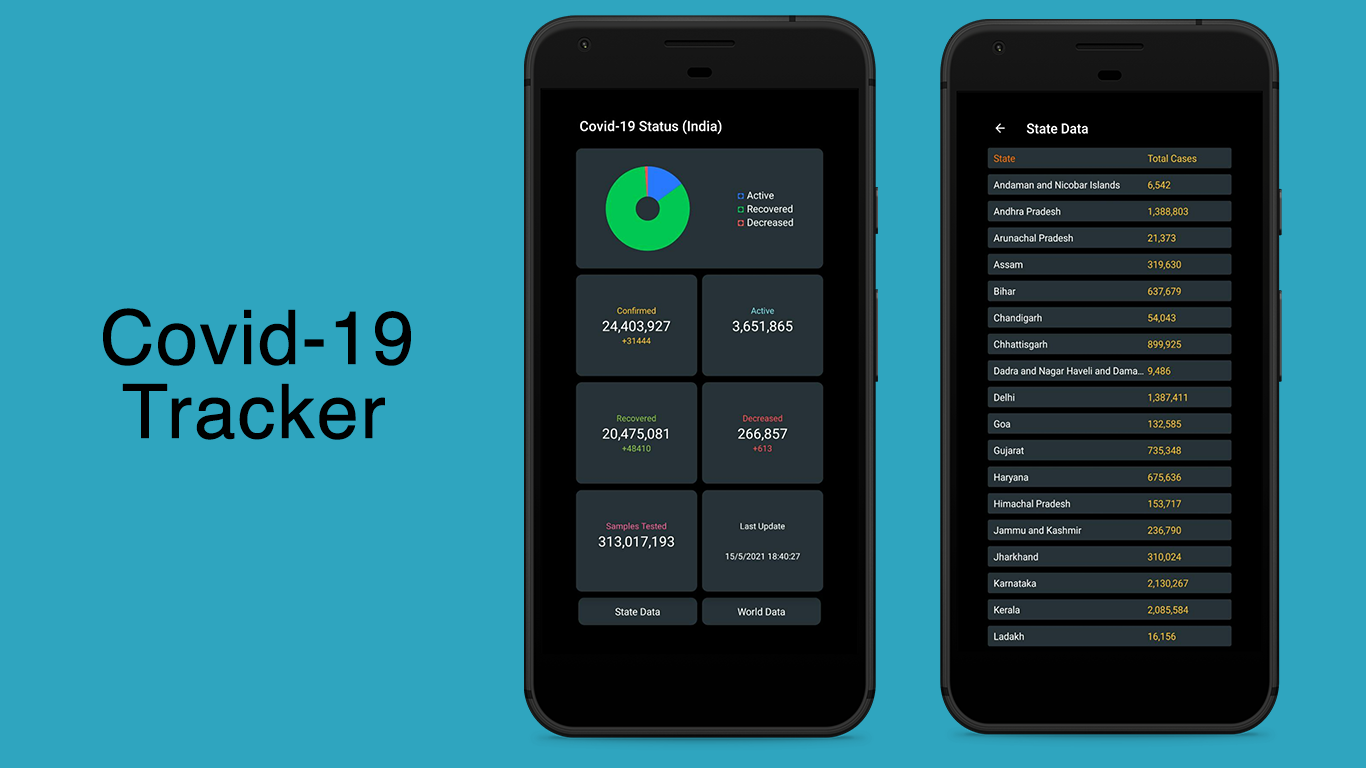 Covid-19
Tracker
Covid-19 Status (India)
Active
Recovered
Decreased
Confirmed
24,403,927
+31444
Active
3,651,865
Recovered
20,475,081
+48410
Decreased
266,857
+613
Samples Tested
313,017,193
Last Update
15/5/2021 18:40:27
State Data
World Data
State Data
State Total Cases
Andaman and Nicobar Islands 6,542
Andhra Pradesh 1,388,803
Arunachal Pradesh 21,373
Assam 319,630
Bihar 637,679
Chandigarh 54,043
Chhattisgarh 899,925
Dadra and Nagar Haveli and Dama... 9,486
Delhi 1,387,411
Goa 132,585
Gujarat 735,348
Haryana 675,636
Himachal Pradesh 153,717
Jammu and Kashmir 236,790
Jharkhand 310,024
Karnataka 2,130,267
Kerala 2,085,584
Ladakh 16,156